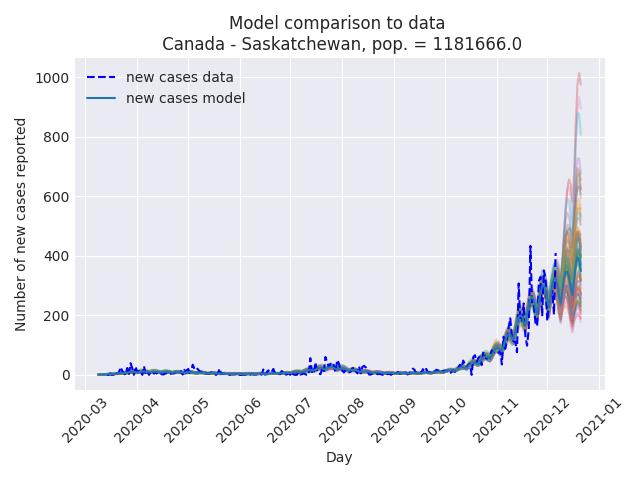 Model comparison to data
Canada - Saskatchewan, pop. = 1181666.0
new cases data
new cases model
1000
800
600
400
200
0
Number of new cases reported
2020-03
2020-04
2020-05
2020-06
2020-07
2020-08
2020-09
2020-10
2020-11
2020-12
2021-01
Day